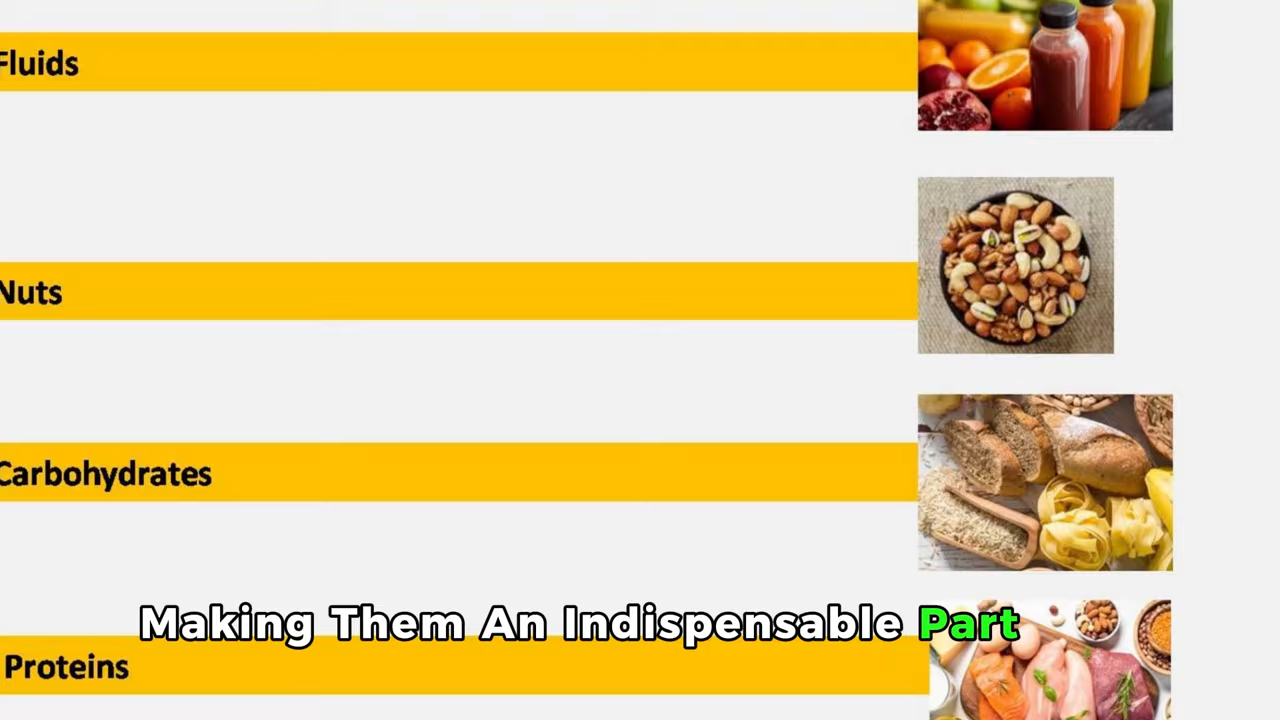 Fluids
Nuts
Carbohydrates
Making Them An Indispensable Part
Proteins